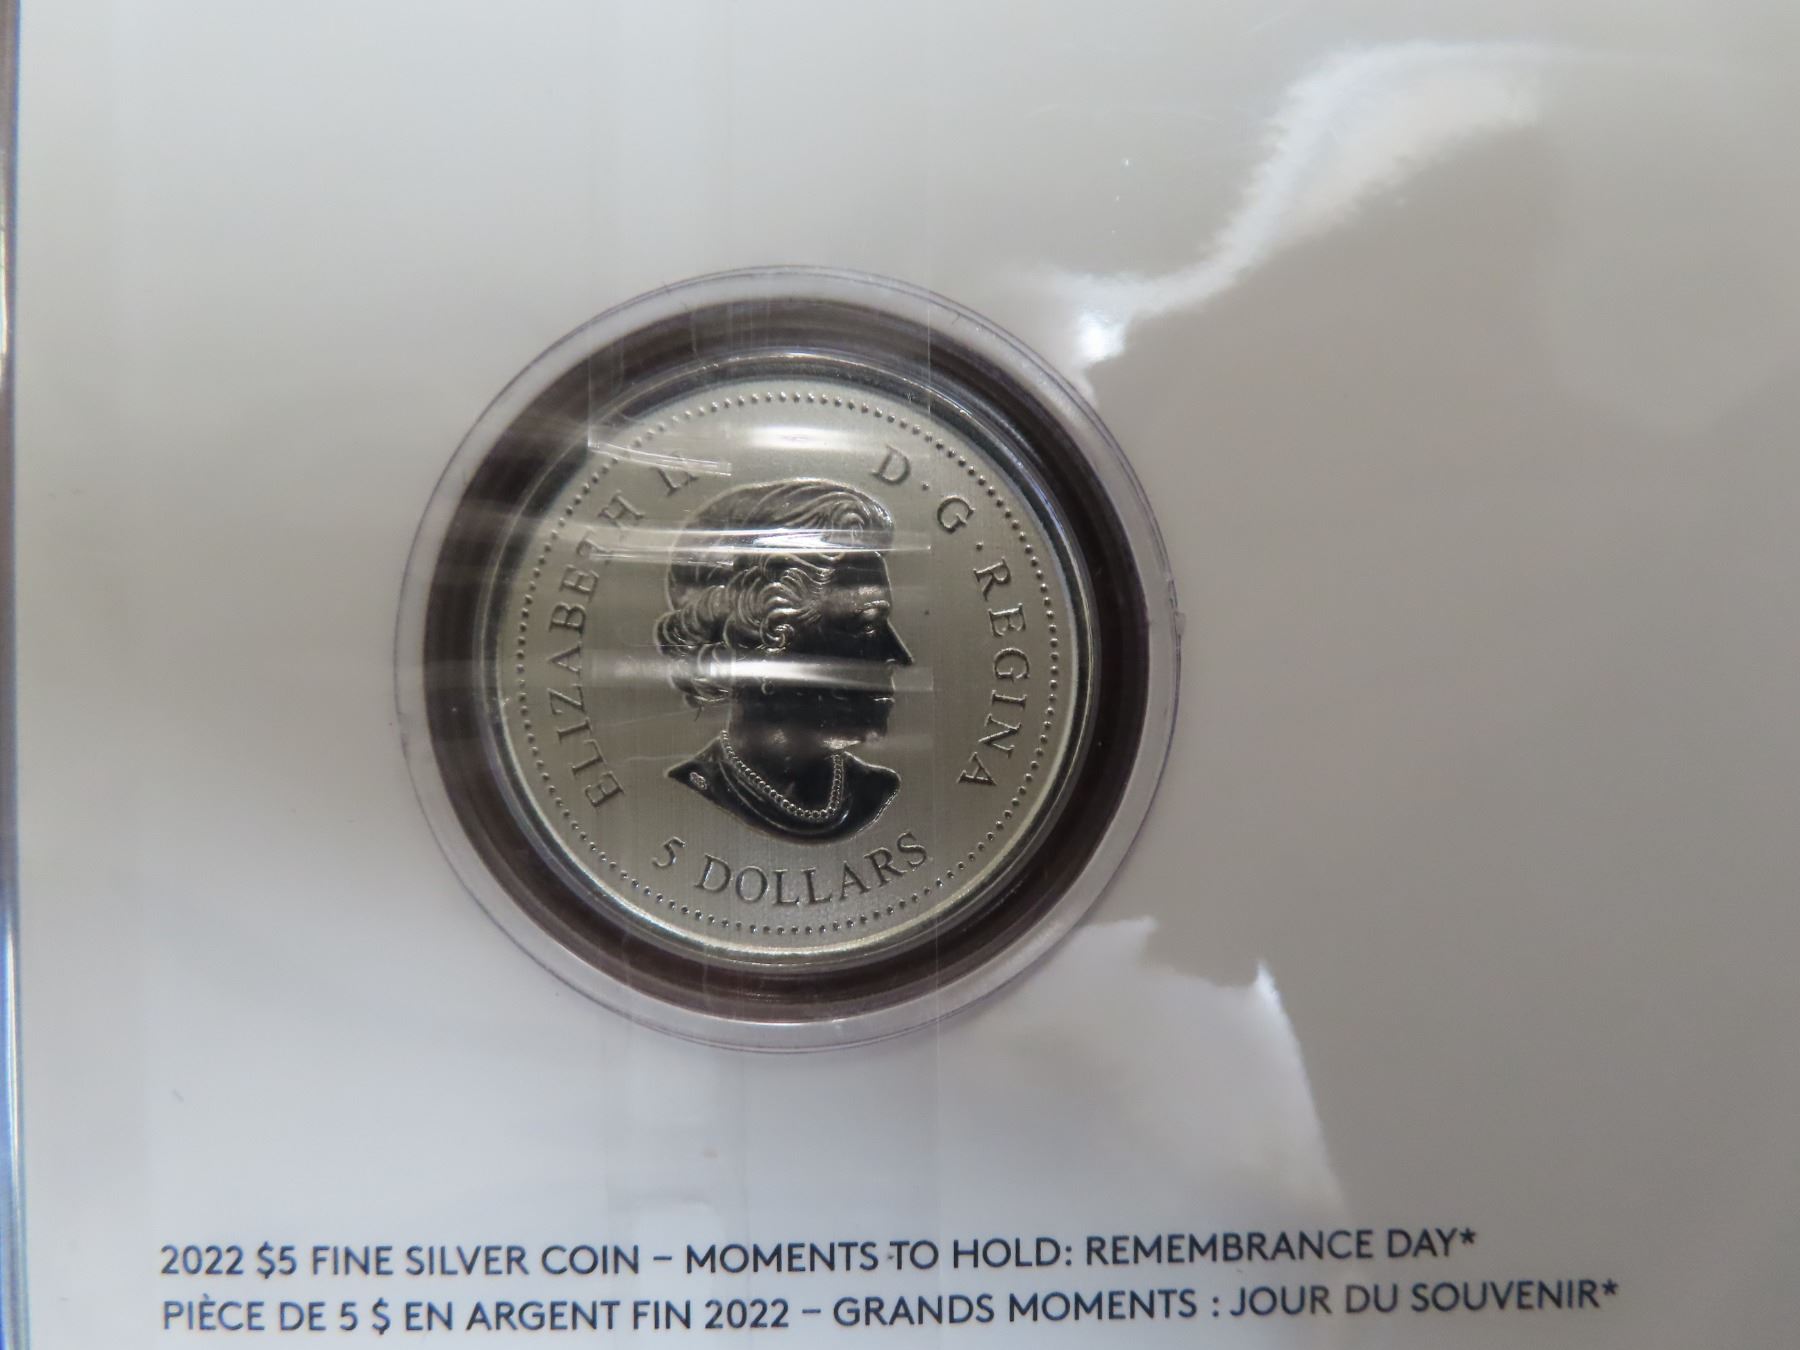 ELIZABETH II D·G·REGINA
5 DOLLARS
2022 $5 FINE SILVER COIN – MOMENTS TO HOLD: REMEMBRANCE DAY*
PIÈCE DE 5 $ EN ARGENT FIN 2022 – GRANDS MOMENTS : JOUR DU SOUVENIR*